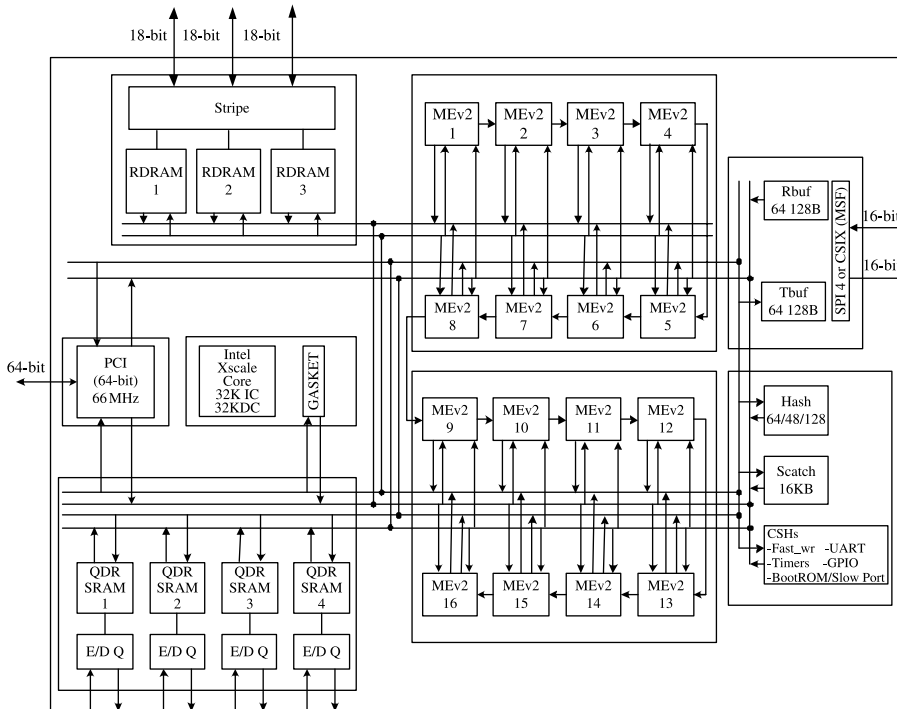 18-bit 18-bit 18-bit
Stripe
RDRAM
1
RDRAM
2
RDRAM
3
MEv2
1
MEv2
2
MEv2
3
MEv2
4
MEv2
8
MEv2
7
MEv2
6
MEv2
5
Rbuf
64 128B
Tbuf
64 128B
SPI 4 or CSIX (MSF)
16-bit
16-bit
64-bit
PCI
(64-bit)
66 MHz
Intel
Xscale
Core
32K IC
32KDC
GASKET
MEv2
9
MEv2
10
MEv2
11
MEv2
12
MEv2
16
MEv2
15
MEv2
14
MEv2
13
Hash
64/48/128
Scatch
16KB
CSHs
-Fast_wr -UART
-Timers -GPIO
-BootROM/Slow Port
QDR
SRAM
1
QDR
SRAM
2
QDR
SRAM
3
QDR
SRAM
4
E/D Q
E/D Q
E/D Q
E/D Q